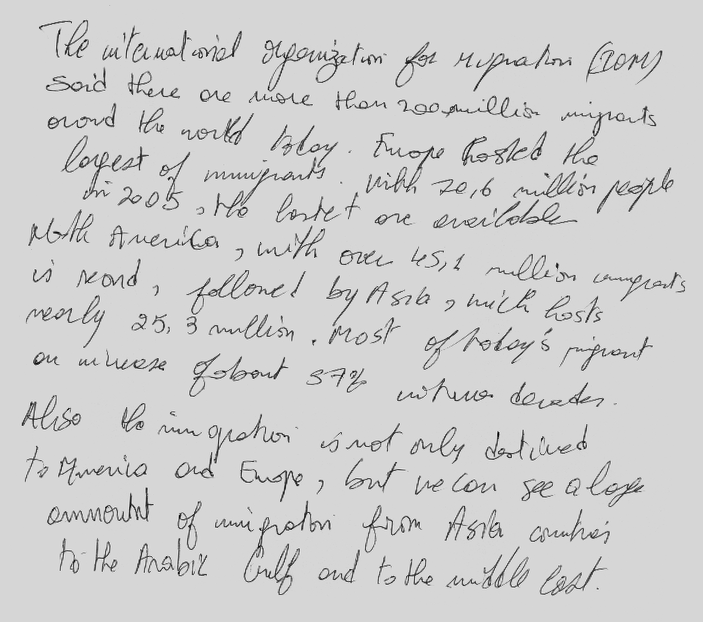 The international organization for migration (IOM)
said there are more than 200 million migrants
around the world today. Europe hosted the
largest of immigrants. With 70,6 million people
in 2005, the lastest are available
North America, with over 45,1 million immigrants
is second, followed by Asia, which hosts
nearly 25,3 million. Most of today's migrant
an increase of about 37% decades.
Also the immigration is not only destined
to America and Europe, but we can see a large
ammount of immigration from Asia countries
to the Arabic Gulf and to the middle East.